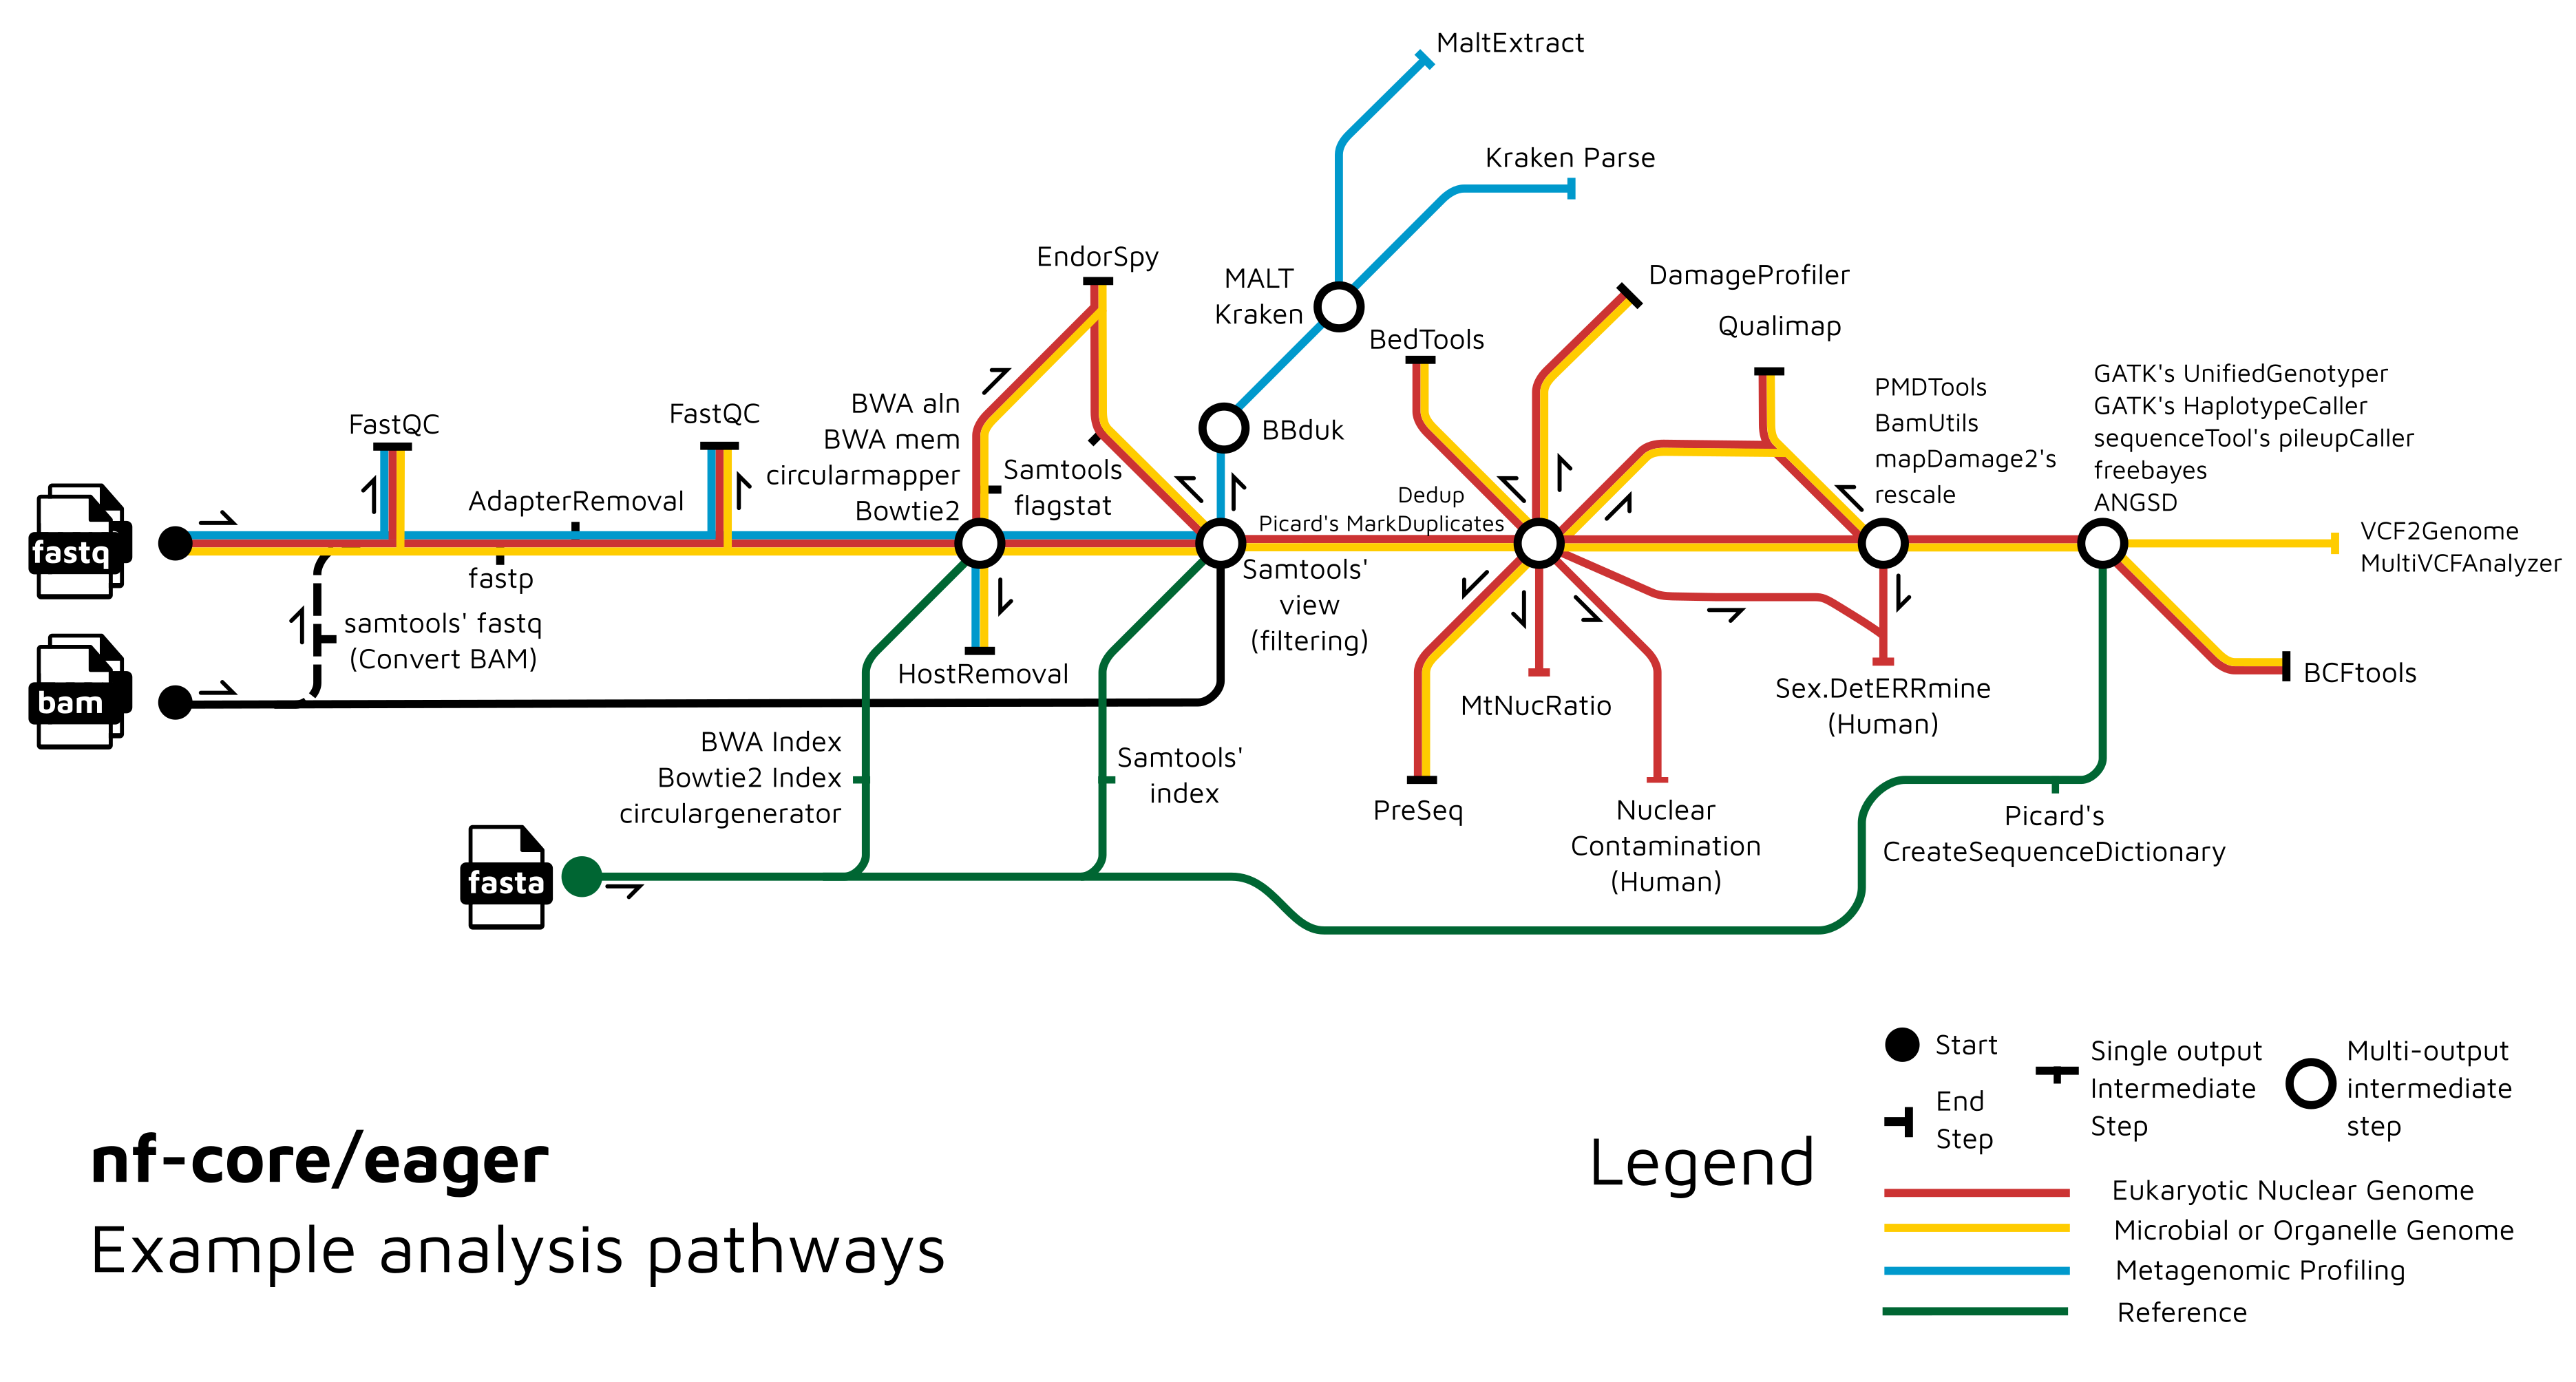 MaltExtract
Kraken Parse
EndorSpy
MALT
Kraken
DamageProfiler
Qualimap
BedTools
FastQC
FastQC
BWA aln
BWA mem
circularmapper
Bowtie2
Samtools
flagstat
BBduk
PMDTools
BamUtils
mapDamage2's
rescale
GATK's UnifiedGenotyper
GATK's HaplotypeCaller
sequenceTool's pileupCaller
freebayes
ANGSD
AdapterRemoval
Dedup
Picard's MarkDuplicates
fastq
fastp
VCF2Genome
MultiVCFAnalyzer
Samtools'
view
(filtering)
samtools' fastq
(Convert BAM)
HostRemoval
bam
MtNucRatio
Sex.DetERRmine
(Human)
BCFtools
BWA Index
Bowtie2 Index
circulargenerator
Samtools'
index
PreSeq
Nuclear
Contamination
(Human)
Picard's
CreateSequenceDictionary
fasta
nf-core/eager
Example analysis pathways
Legend
Start
End
Step
Single output
Intermediate
Step
Multi-output
intermediate
step
Eukaryotic Nuclear Genome
Microbial or Organelle Genome
Metagenomic Profiling
Reference